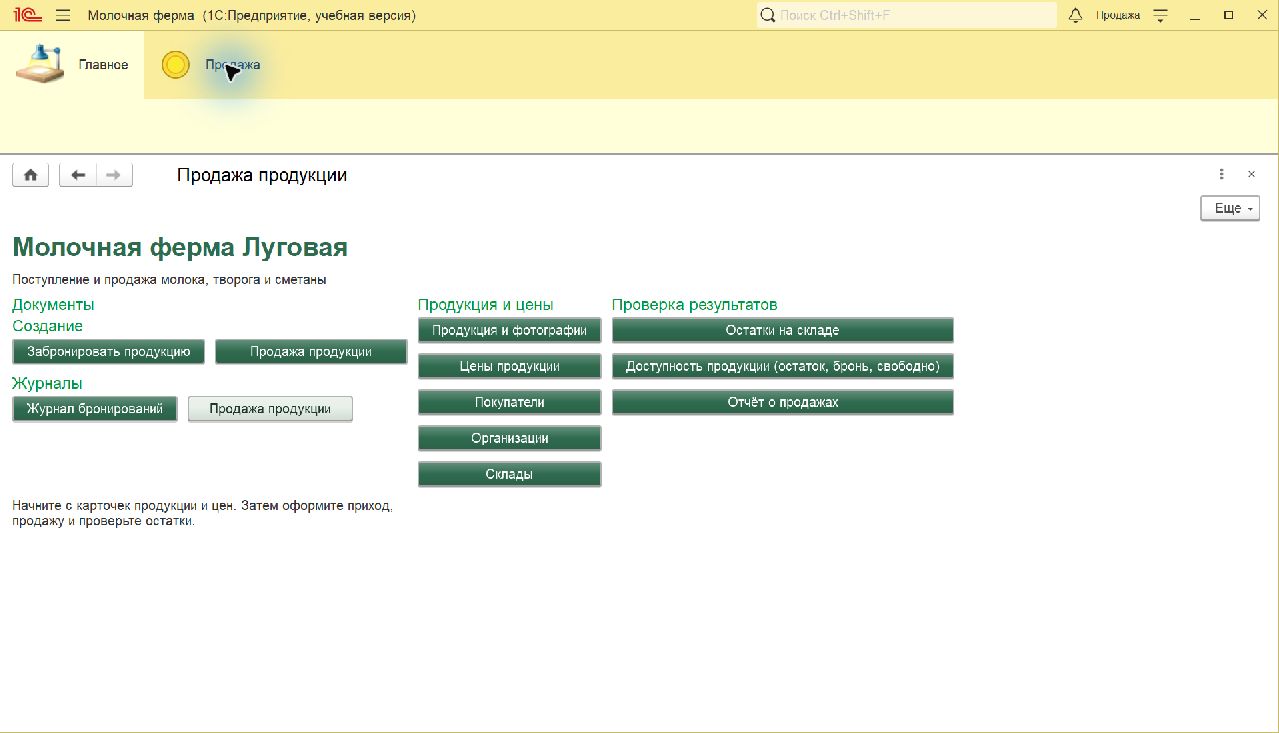 1С Молочная ферма (1С:Предприятие, учебная версия) Поиск Ctrl+Shift+F Продажа
Главное Продажа
Продажа продукции
Еще
Молочная ферма Луговая
Поступление и продажа молока, творога и сметаны
Документы
Создание
Забронировать продукцию Продажа продукции
Журналы
Журнал бронирований Продажа продукции
Продукция и цены
Продукция и фотографии
Цены продукции
Покупатели
Организации
Склады
Проверка результатов
Остатки на складе
Доступность продукции (остаток, бронь, свободно)
Отчёт о продажах
Начните с карточек продукции и цен. Затем оформите приход,
продажу и проверьте остатки.